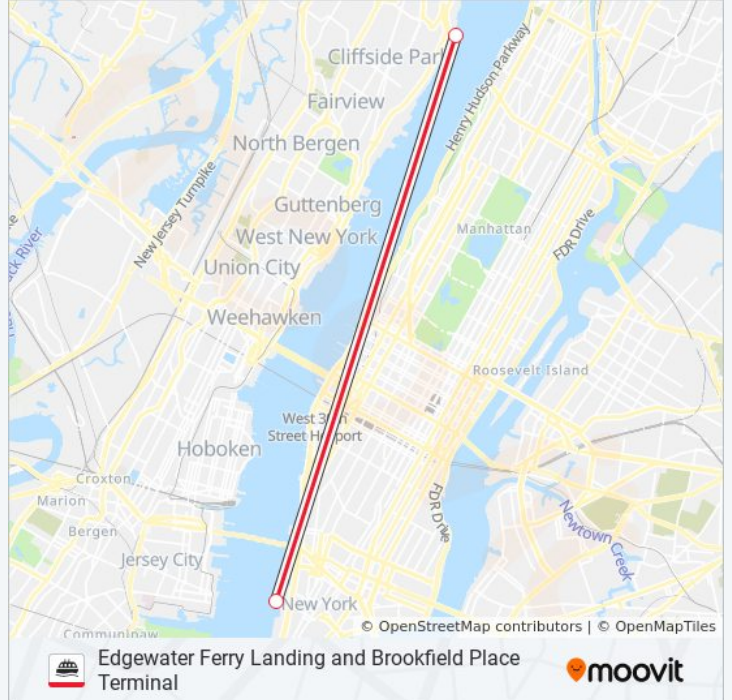 Cliffside Park
Fairview
North Bergen
Henry Hudson Parkway
New Jersey Turnpike
Guttenberg
Manhattan
FDR Drive
West New York
Union City
Weehawken
Roosevelt Island
West 30th
Street Heliport
Hoboken
Croxton
Marion
FDR Drive
Newtown Creek
Bergen
Jersey City
New York
© OpenStreetMap contributors | © OpenMapTiles
Communipaw
Edgewater Ferry Landing and Brookfield Place
Terminal
moovit